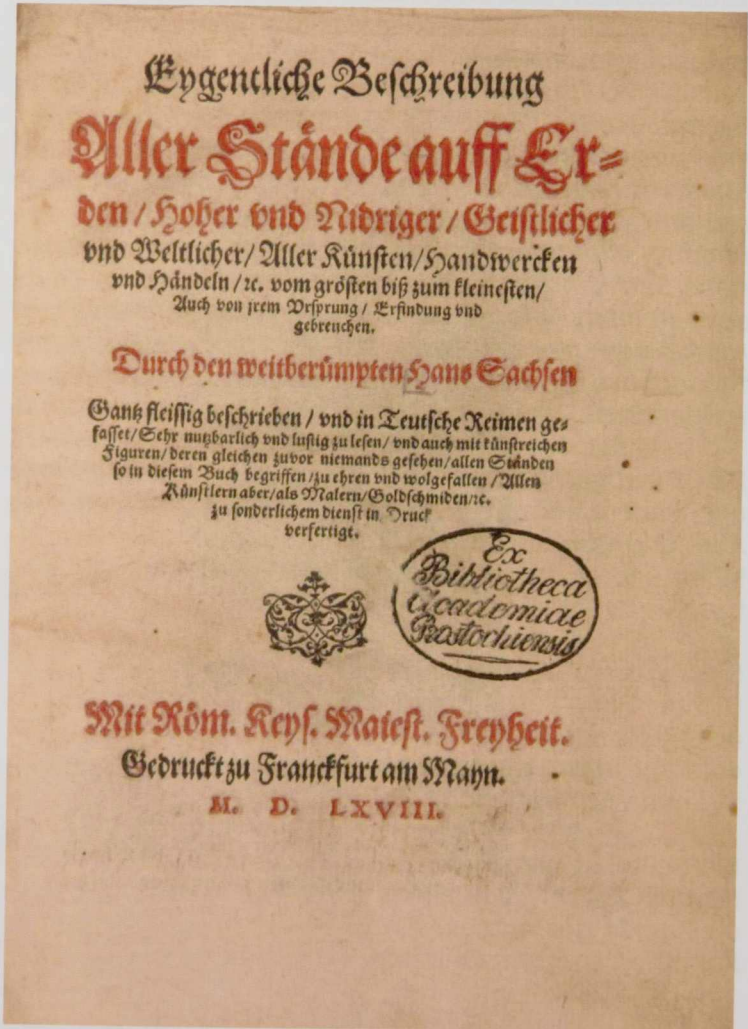 Eygentliche Beschreibung
Aller Stände auff Er-
den / Hoher vnd Nidriger / Geistlicher
vnd Weltlicher / Aller Künsten / Handwercken
vnd Händeln / ꝛc. vom grösten biß zum kleinesten /
Auch von jrem Vrsprung / Erfindung vnd
gebreuchen.
Durch den weitberümpten Hans Sachsen
Gantz fleissig beschrieben / vnd in Teutsche Reimen ge-
fasset / Sehr nutzbarlich vnd lustig zu lesen / vnd auch mit künstreichen
Figuren / deren gleichen zuvor niemands gesehen / allen Ständen
so in diesem Buch begriffen / zu ehren vnd wolgefallen / Allen
Künstlern aber / als Malern / Goldschmiden / ꝛc.
zu sonderlichem dienst in Druck
verfertigt.
Ex
Bibliotheca
Academiae
Rostochiensis
Mit Röm. Keys. Maiest. Freyheit.
Gedruckt zu Franckfurt am Mayn.
M. D. LXVIII.